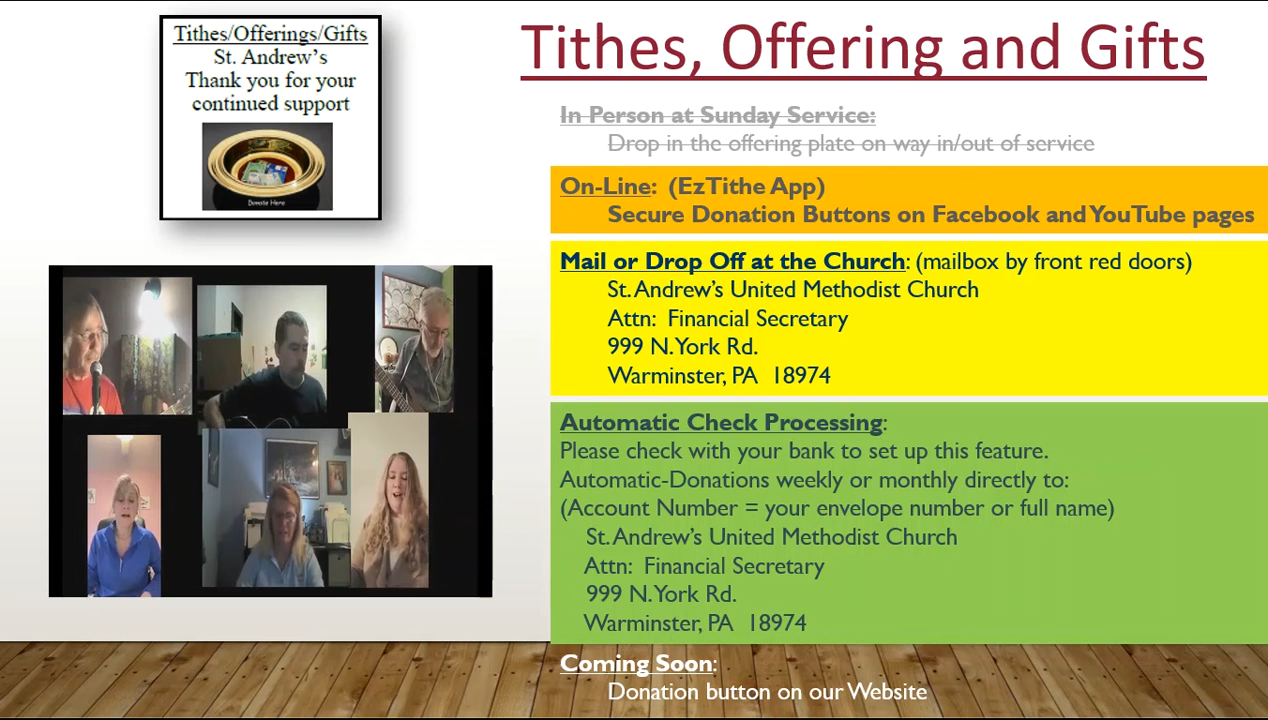 Tithes/Offerings/Gifts
St. Andrew's
Thank you for your
continued support
Donate Here
Tithes, Offering and Gifts
In Person at Sunday Service:
Drop in the offering plate on way in/out of service
On-Line: (EzTithe App)
Secure Donation Buttons on Facebook and YouTube pages
Mail or Drop Off at the Church: (mailbox by front red doors)
St. Andrew's United Methodist Church
Attn: Financial Secretary
999 N. York Rd.
Warminster, PA 18974
Automatic Check Processing:
Please check with your bank to set up this feature.
Automatic-Donations weekly or monthly directly to:
(Account Number = your envelope number or full name)
St. Andrew's United Methodist Church
Attn: Financial Secretary
999 N. York Rd.
Warminster, PA 18974
Coming Soon:
Donation button on our Website